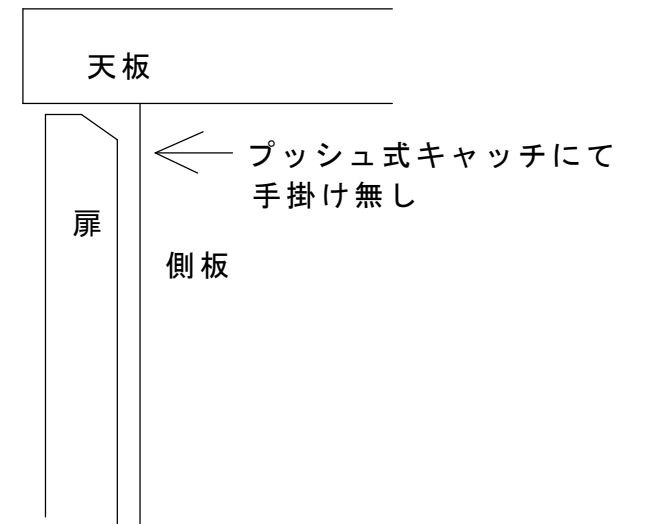 天板
プッシュ式キャッチにて
手掛け無し
扉
側板